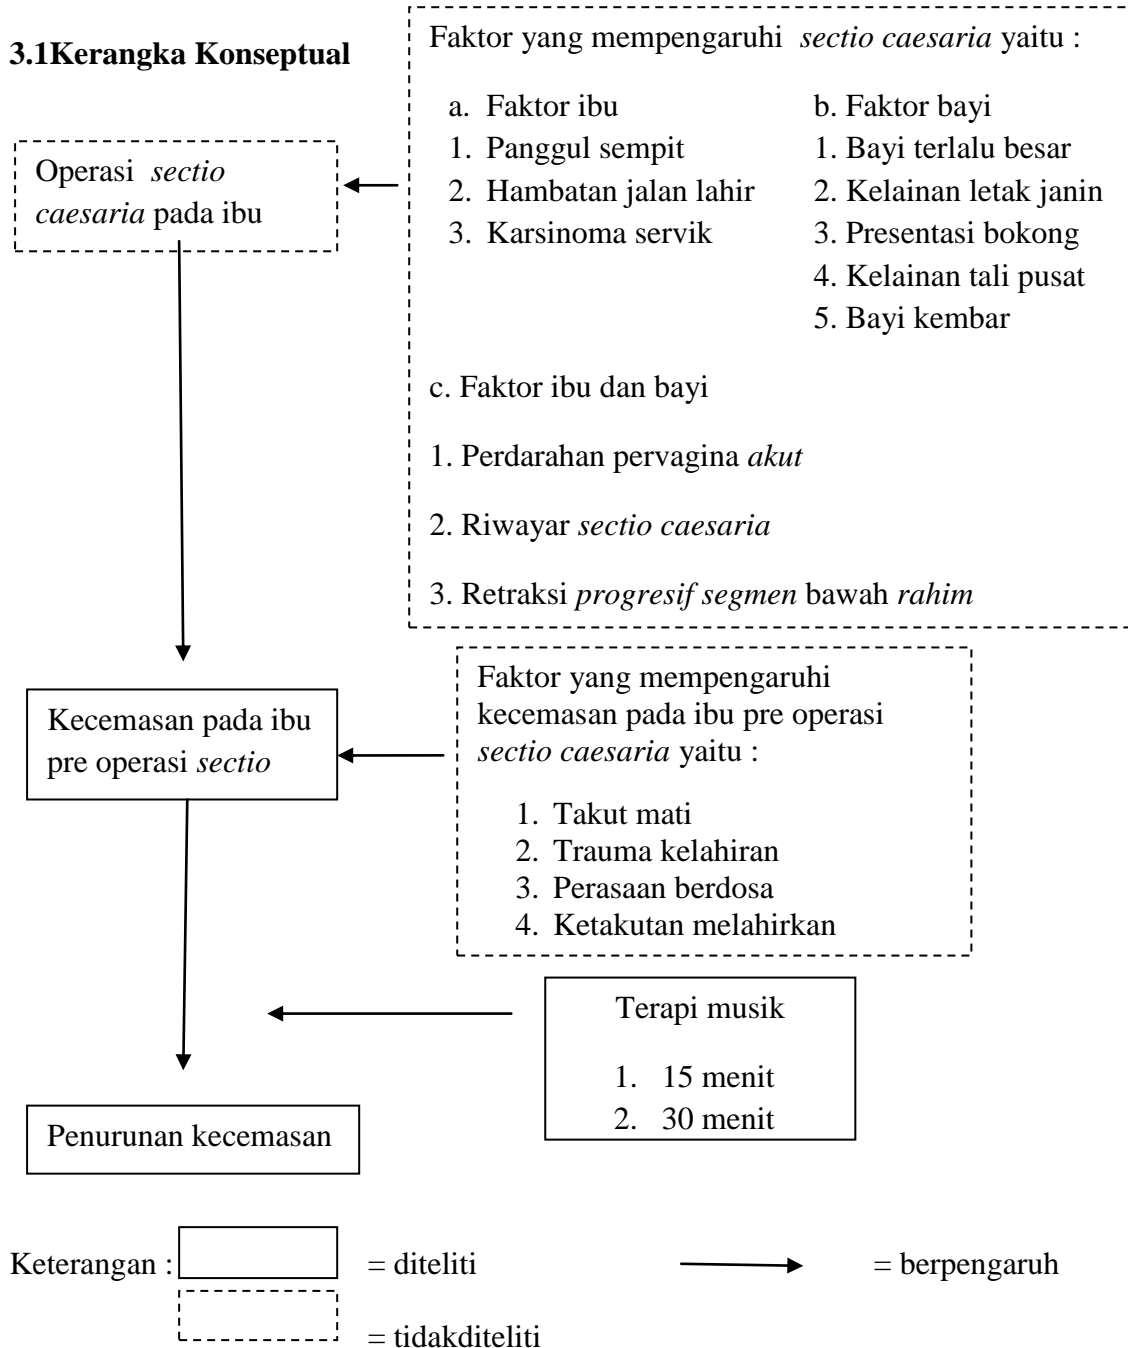 3.1Kerangka Konseptual
Faktor yang mempengaruhi sectio caesaria yaitu :
a. Faktor ibu
1. Panggul sempit
2. Hambatan jalan lahir
3. Karsinoma servik
b. Faktor bayi
1. Bayi terlalu besar
2. Kelainan letak janin
3. Presentasi bokong
4. Kelainan tali pusat
5. Bayi kembar
c. Faktor ibu dan bayi
1. Perdarahan pervagina akut
2. Riwayar sectio caesaria
3. Retraksi progresif segmen bawah rahim
Operasi sectio
caesaria pada ibu
Kecemasan pada ibu
pre operasi sectio
Faktor yang mempengaruhi
kecemasan pada ibu pre operasi
sectio caesaria yaitu :
1. Takut mati
2. Trauma kelahiran
3. Perasaan berdosa
4. Ketakutan melahirkan
Terapi musik
1. 15 menit
2. 30 menit
Penurunan kecemasan
Keterangan :
= diteliti
= berpengaruh
= tidakditeliti